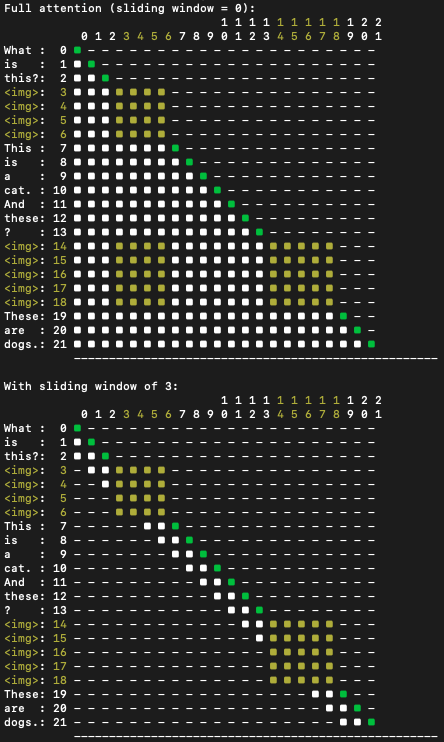 Full attention (sliding window = 0):
1 1 1 1 1 1 1 1 1 1 2 2
0 1 2 3 4 5 6 7 8 9 0 1 2 3 4 5 6 7 8 9 0 1
What : 0
is : 1
this?: 2
<img>: 3
<img>: 4
<img>: 5
<img>: 6
This : 7
is : 8
a : 9
cat. : 10
And : 11
these: 12
? : 13
<img>: 14
<img>: 15
<img>: 16
<img>: 17
<img>: 18
These: 19
are : 20
dogs.: 21
With sliding window of 3:
1 1 1 1 1 1 1 1 1 1 2 2
0 1 2 3 4 5 6 7 8 9 0 1 2 3 4 5 6 7 8 9 0 1
What : 0
is : 1
this?: 2
<img>: 3
<img>: 4
<img>: 5
<img>: 6
This : 7
is : 8
a : 9
cat. : 10
And : 11
these: 12
? : 13
<img>: 14
<img>: 15
<img>: 16
<img>: 17
<img>: 18
These: 19
are : 20
dogs.: 21